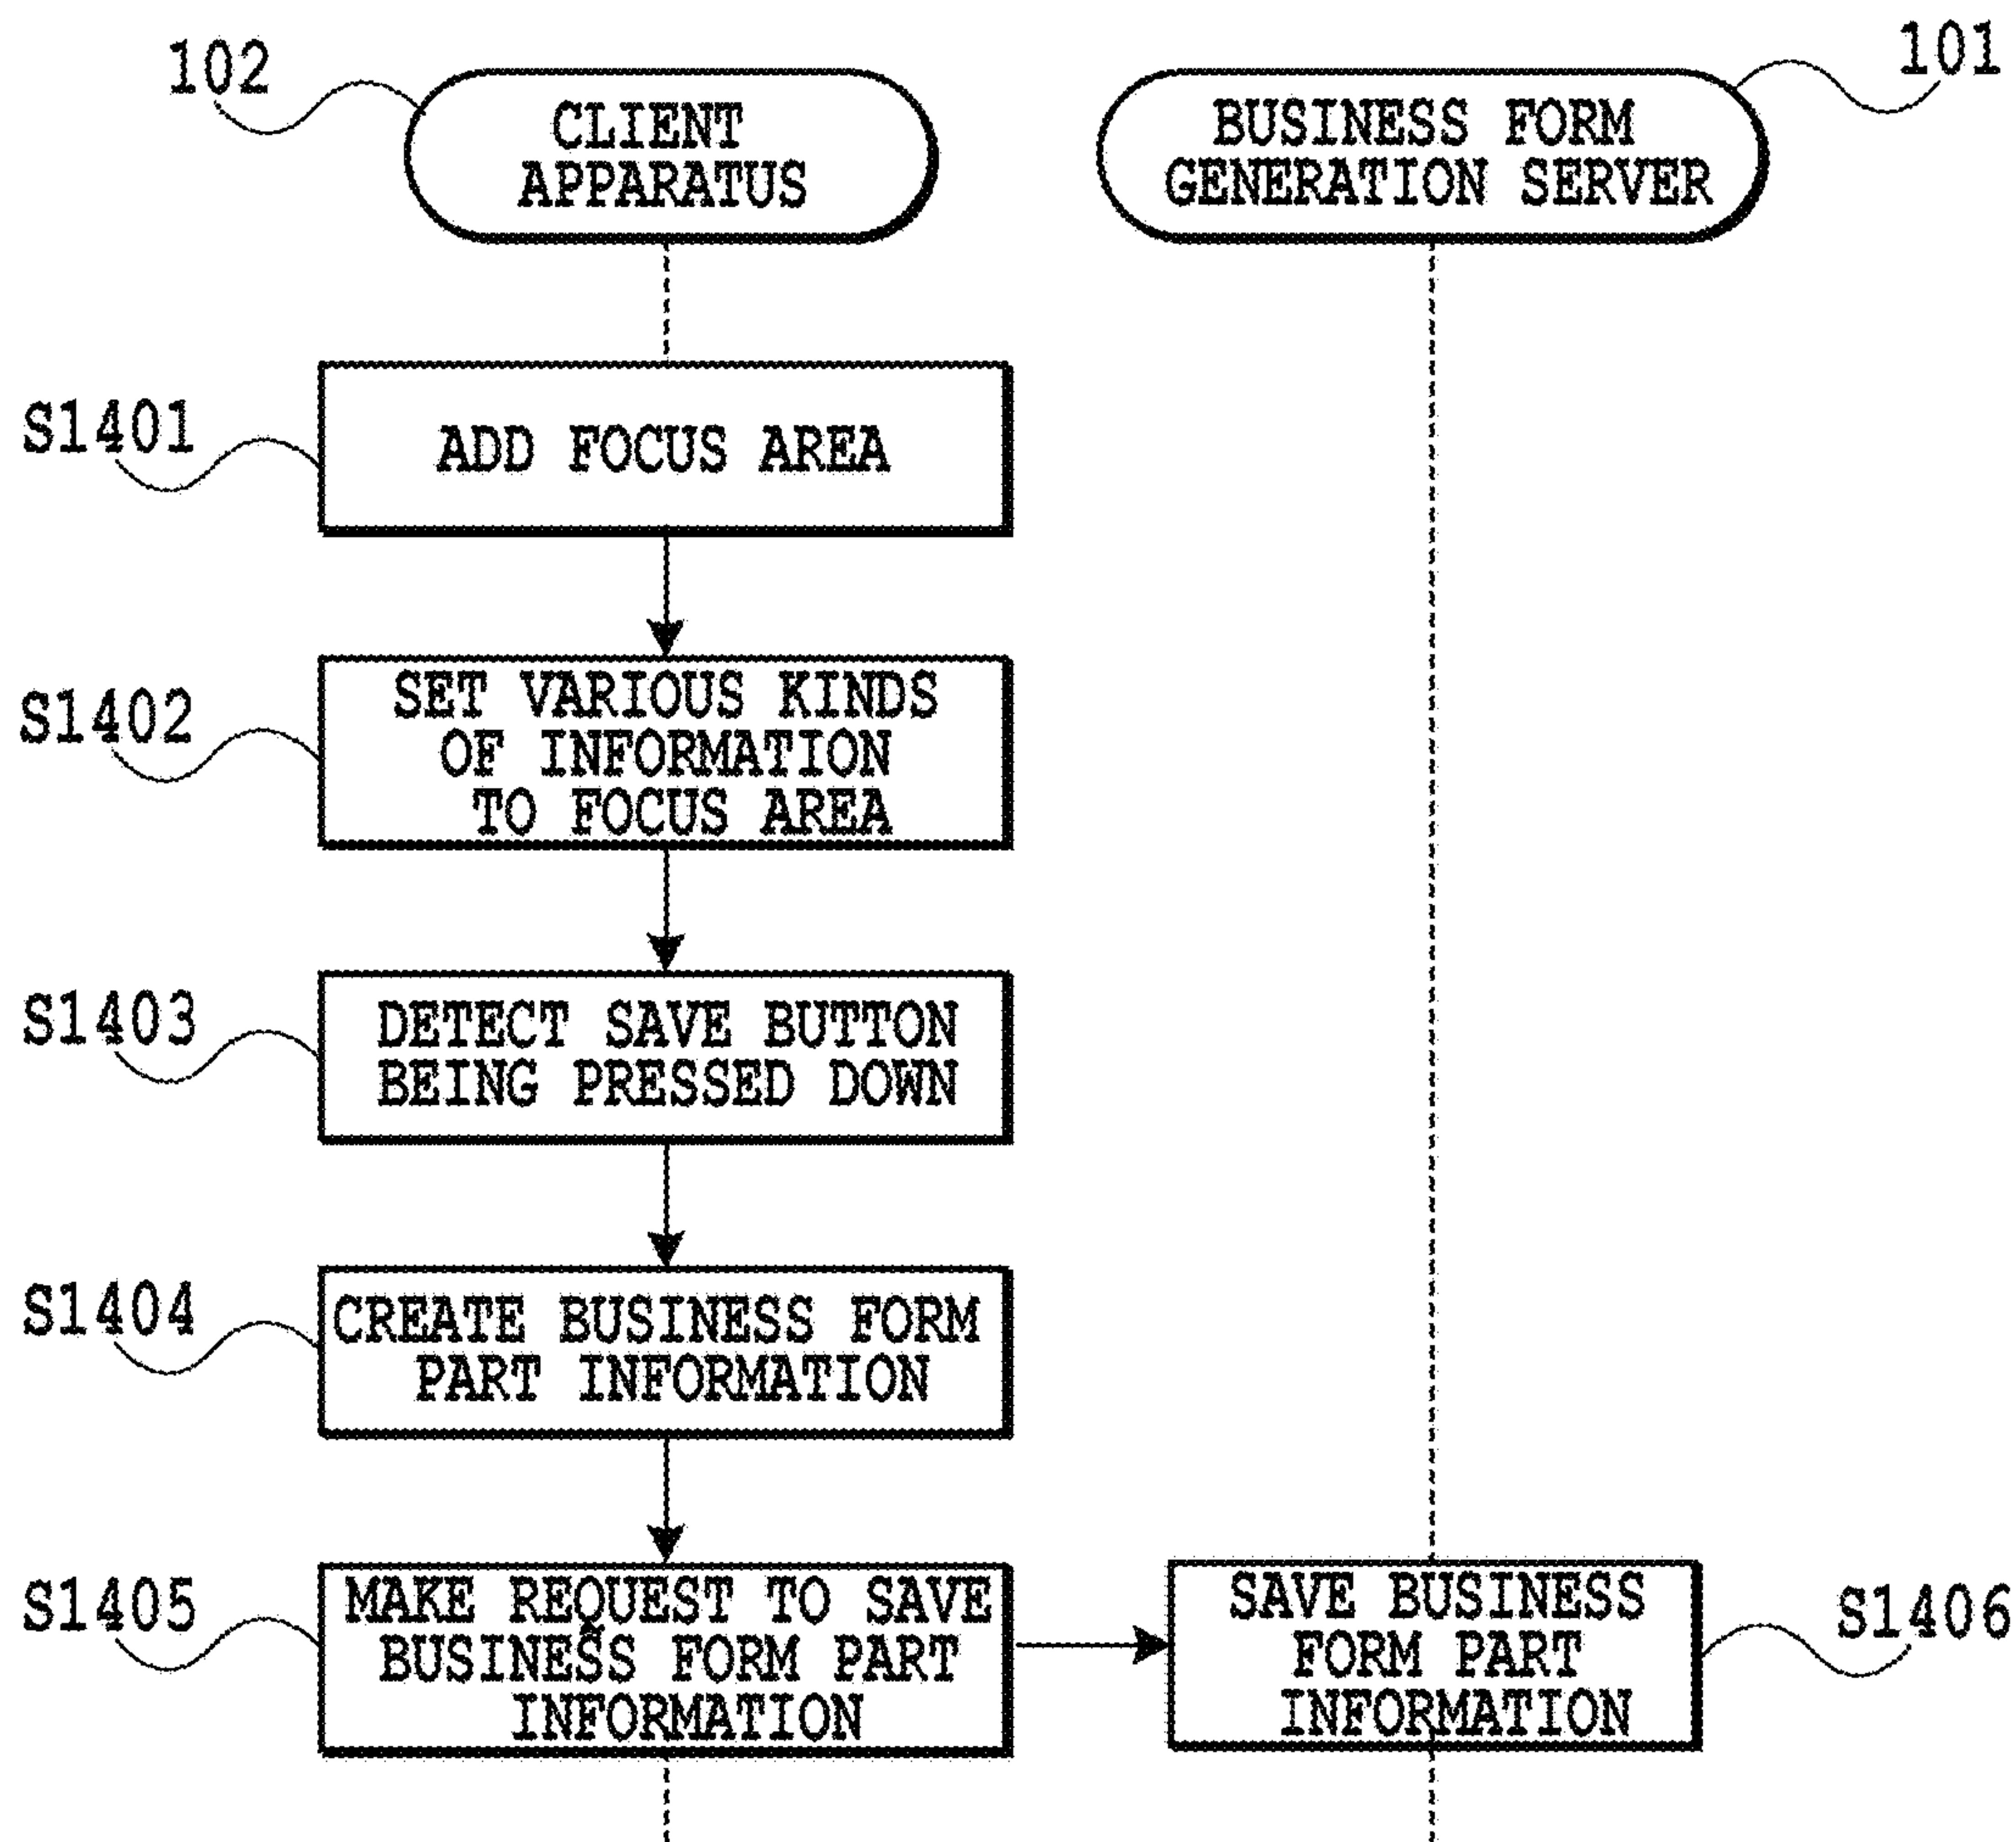 102
CLIENT
APPARATUS
101
BUSINESS FORM
GENERATION SERVER
S1401
ADD FOCUS AREA
S1402
SET VARIOUS KINDS
OF INFORMATION
TO FOCUS AREA
S1403
DETECT SAVE BUTTON
BEING PRESSED DOWN
S1404
CREATE BUSINESS FORM
PART INFORMATION
S1405
MAKE REQUEST TO SAVE
BUSINESS FORM PART
INFORMATION
SAVE BUSINESS
FORM PART
INFORMATION
S1406